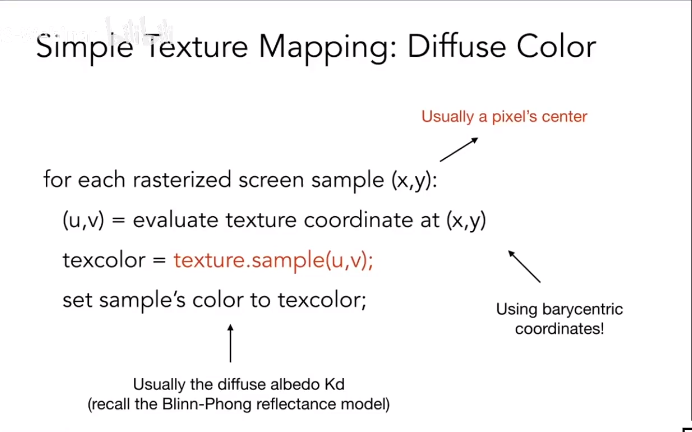 Simple Texture Mapping: Diffuse Color
Usually a pixel's center
for each rasterized screen sample (x,y):
(u,v) = evaluate texture coordinate at (x,y)
texcolor = texture.sample(u,v);
set sample's color to texcolor;
Using barycentric
coordinates!
Usually the diffuse albedo Kd
(recall the Blinn-Phong reflectance model)